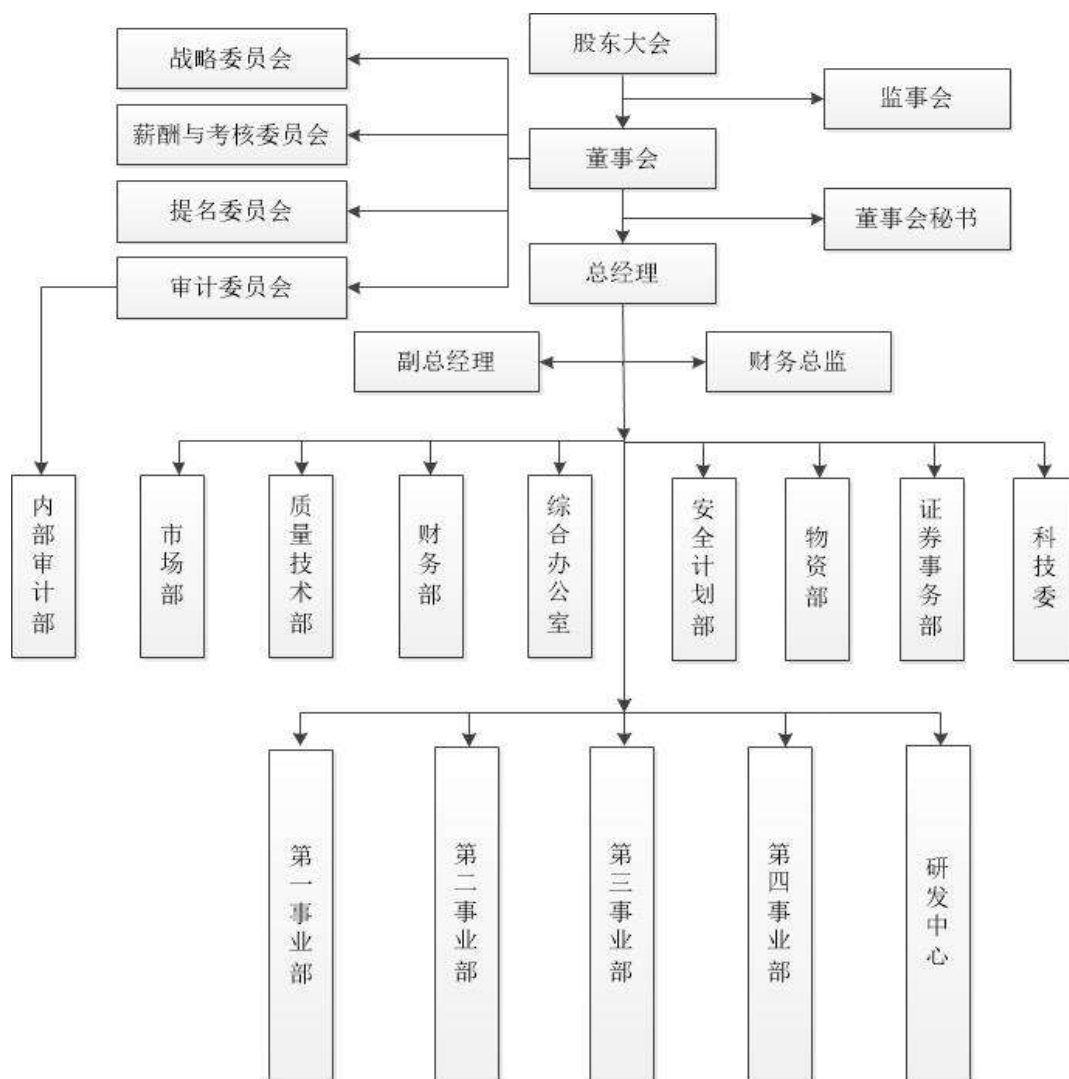 股东大会
战略委员会
监事会
薪酬与考核委员会
董事会
提名委员会
董事会秘书
总经理
审计委员会
副总经理
财务总监
内部审计部
市场部
质量技术部
财务部
综合办公室
安全计划部
物资部
证券事务部
科技委
第一事业部
第二事业部
第三事业部
第四事业部
研发中心